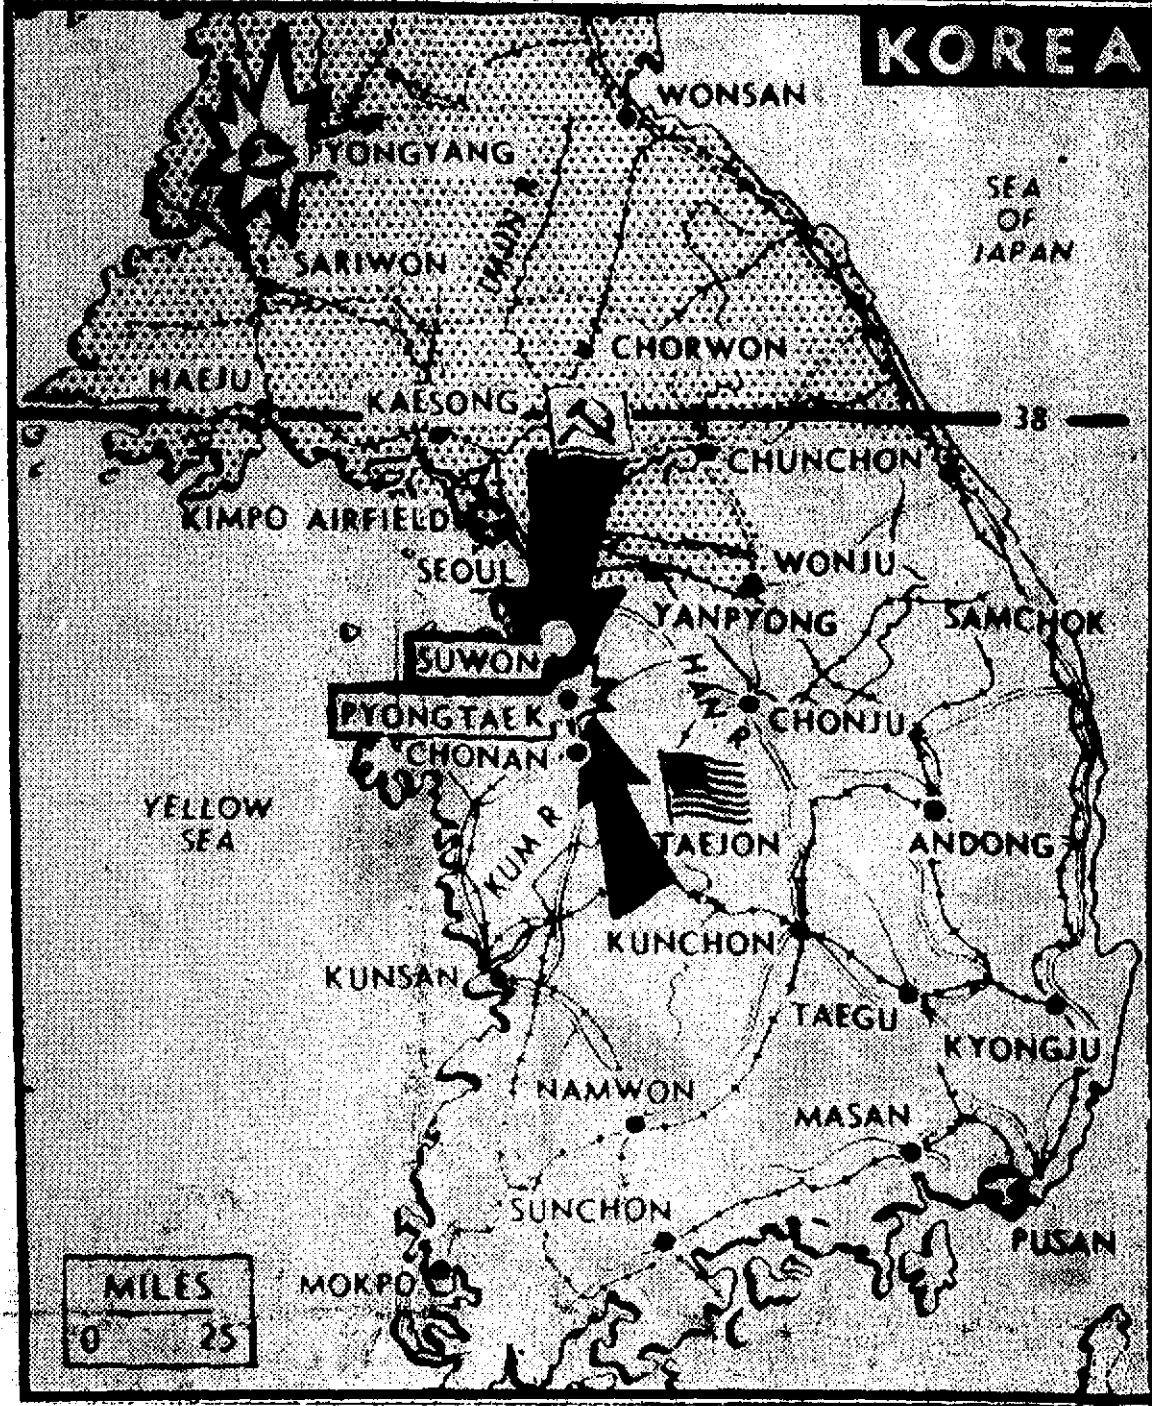 KOREA
WONSAN
PYONGYANG
SEA
OF
JAPAN
SARIWON
IMJIN R
CHORWON
HAEJU
KAESONG
38
CHUNCHON
KIMPO AIRFIELD
SEOUL
WONJU
YANPYONG
SAMCHOK
SUWON
HAN R
PYONGTAEK
CHONJU
CHONAN
YELLOW
SEA
KUM R
TAEJON
ANDONG
KUNCHON
KUNSAN
TAEGU
KYONGJU
NAMWON
MASAN
SUNCHON
PUSAN
MOKPO
MILES
0 25